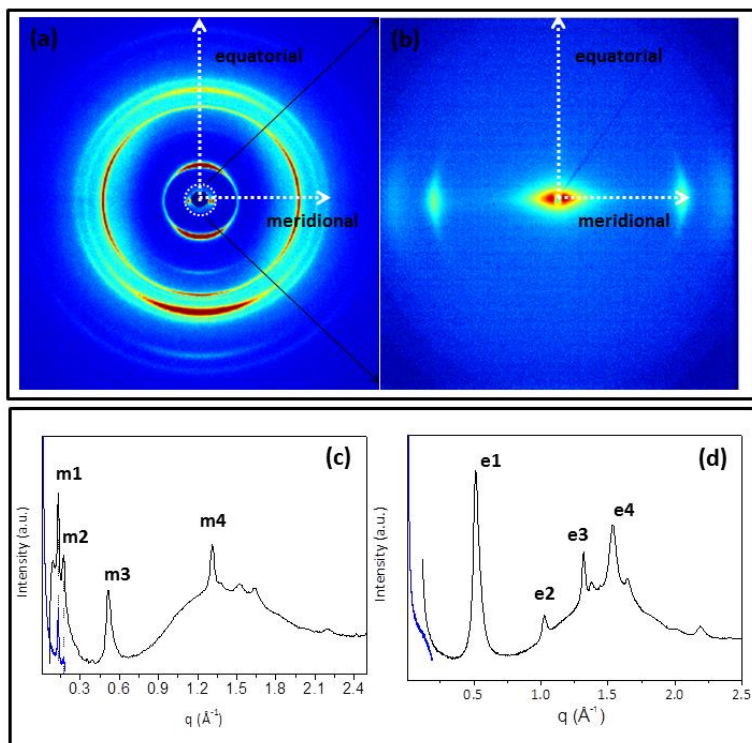 (a)
equatorial
meridional
(b)
equatorial
meridional
(c)
m1
m2
m3
m4
Intensity (a.u.)
0.3 0.6 0.9 1.2 1.5 1.8 2.1 2.4
q (Å⁻¹)
(d)
e1
e2
e3
e4
Intensity (a.u.)
0.5 1.0 1.5 2.0 2.5
q (Å⁻¹)